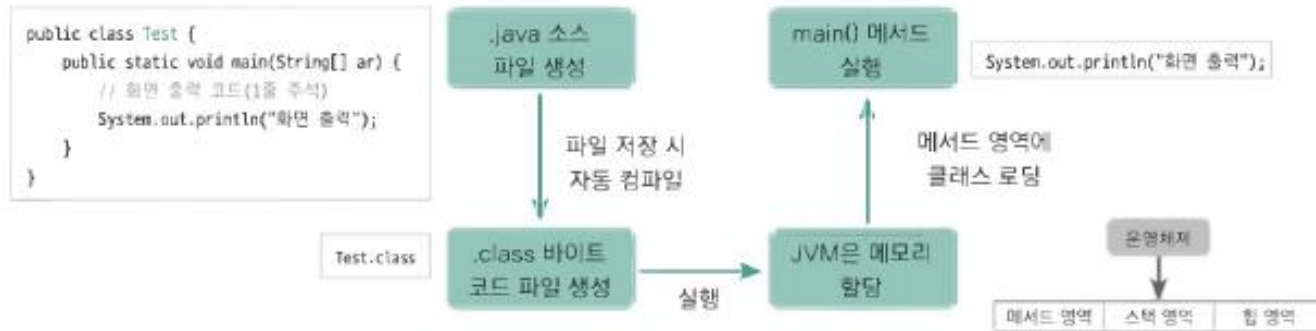 public class Test {
public static void main(String[] ar) {
// 화면 출력 코드(1줄 주석)
System.out.println("화면 출력");
}
}
.java 소스
파일 생성
파일 저장 시
자동 컴파일
Test.class
.class 바이트
코드 파일 생성
실행
JVM은 메모리
할당
메서드 영역에
클래스 로딩
main() 메서드
실행
System.out.println("화면 출력");
운영체제
메서드 영역
스택 영역
힙 영역